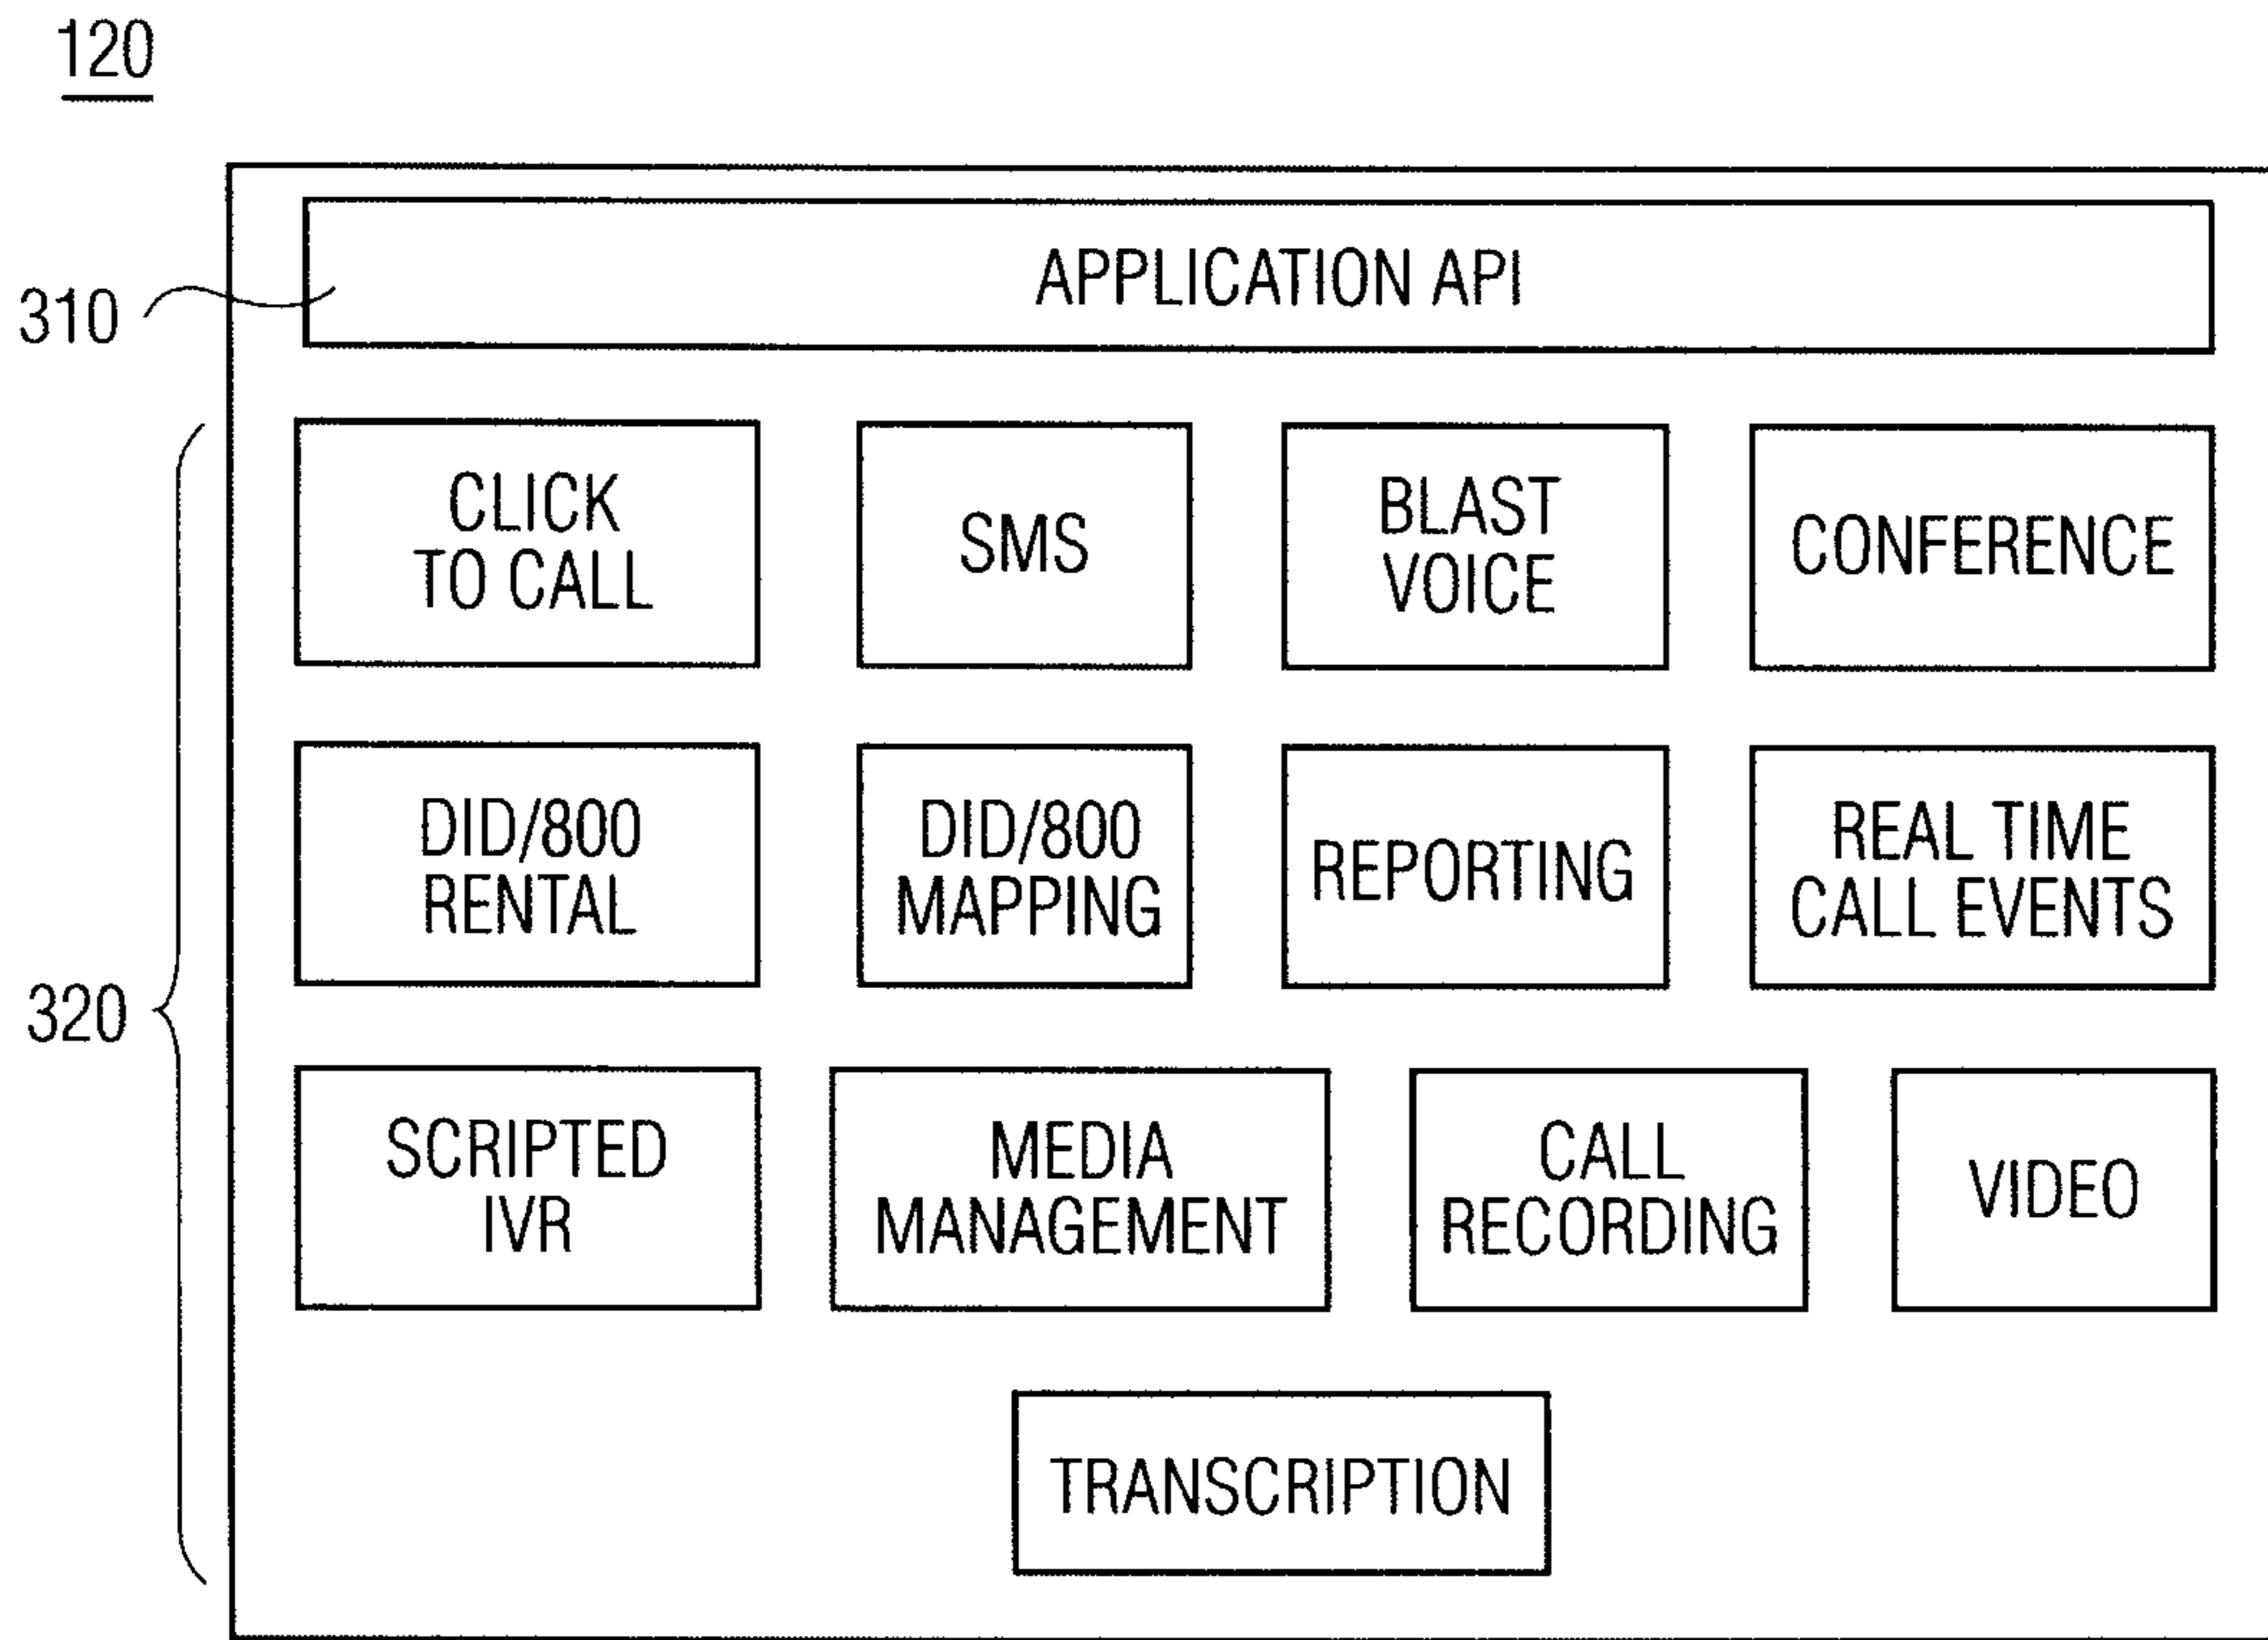 120
APPLICATION API
310
CLICK
TO CALL
SMS
BLAST
VOICE
CONFERENCE
DID/800
RENTAL
DID/800
MAPPING
REPORTING
REAL TIME
CALL EVENTS
320
SCRIPTED
IVR
MEDIA
MANAGEMENT
CALL
RECORDING
VIDEO
TRANSCRIPTION